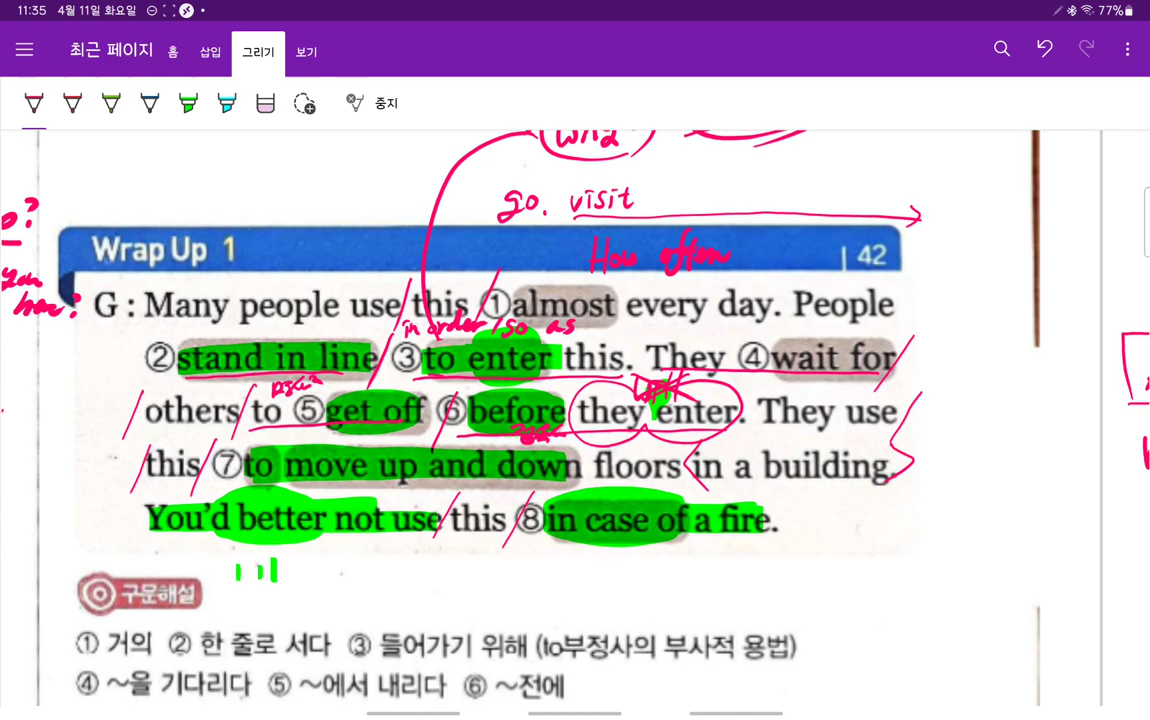 11:35 4월 11일 화요일 77%
최근 페이지 홈 삽입 그리기 보기
중지
go. visit
Wrap Up 1 | 42
How often
G : Many people use this ①almost every day. People
in order / so as
②stand in line ③to enter this. They ④wait for
others to ⑤get off ⑥before they enter. They use
this ⑦to move up and down floors in a building.
You'd better not use this ⑧in case of a fire.
구문해설
① 거의 ② 한 줄로 서다 ③ 들어가기 위해 (to부정사의 부사적 용법)
④ ~을 기다리다 ⑤ ~에서 내리다 ⑥ ~전에